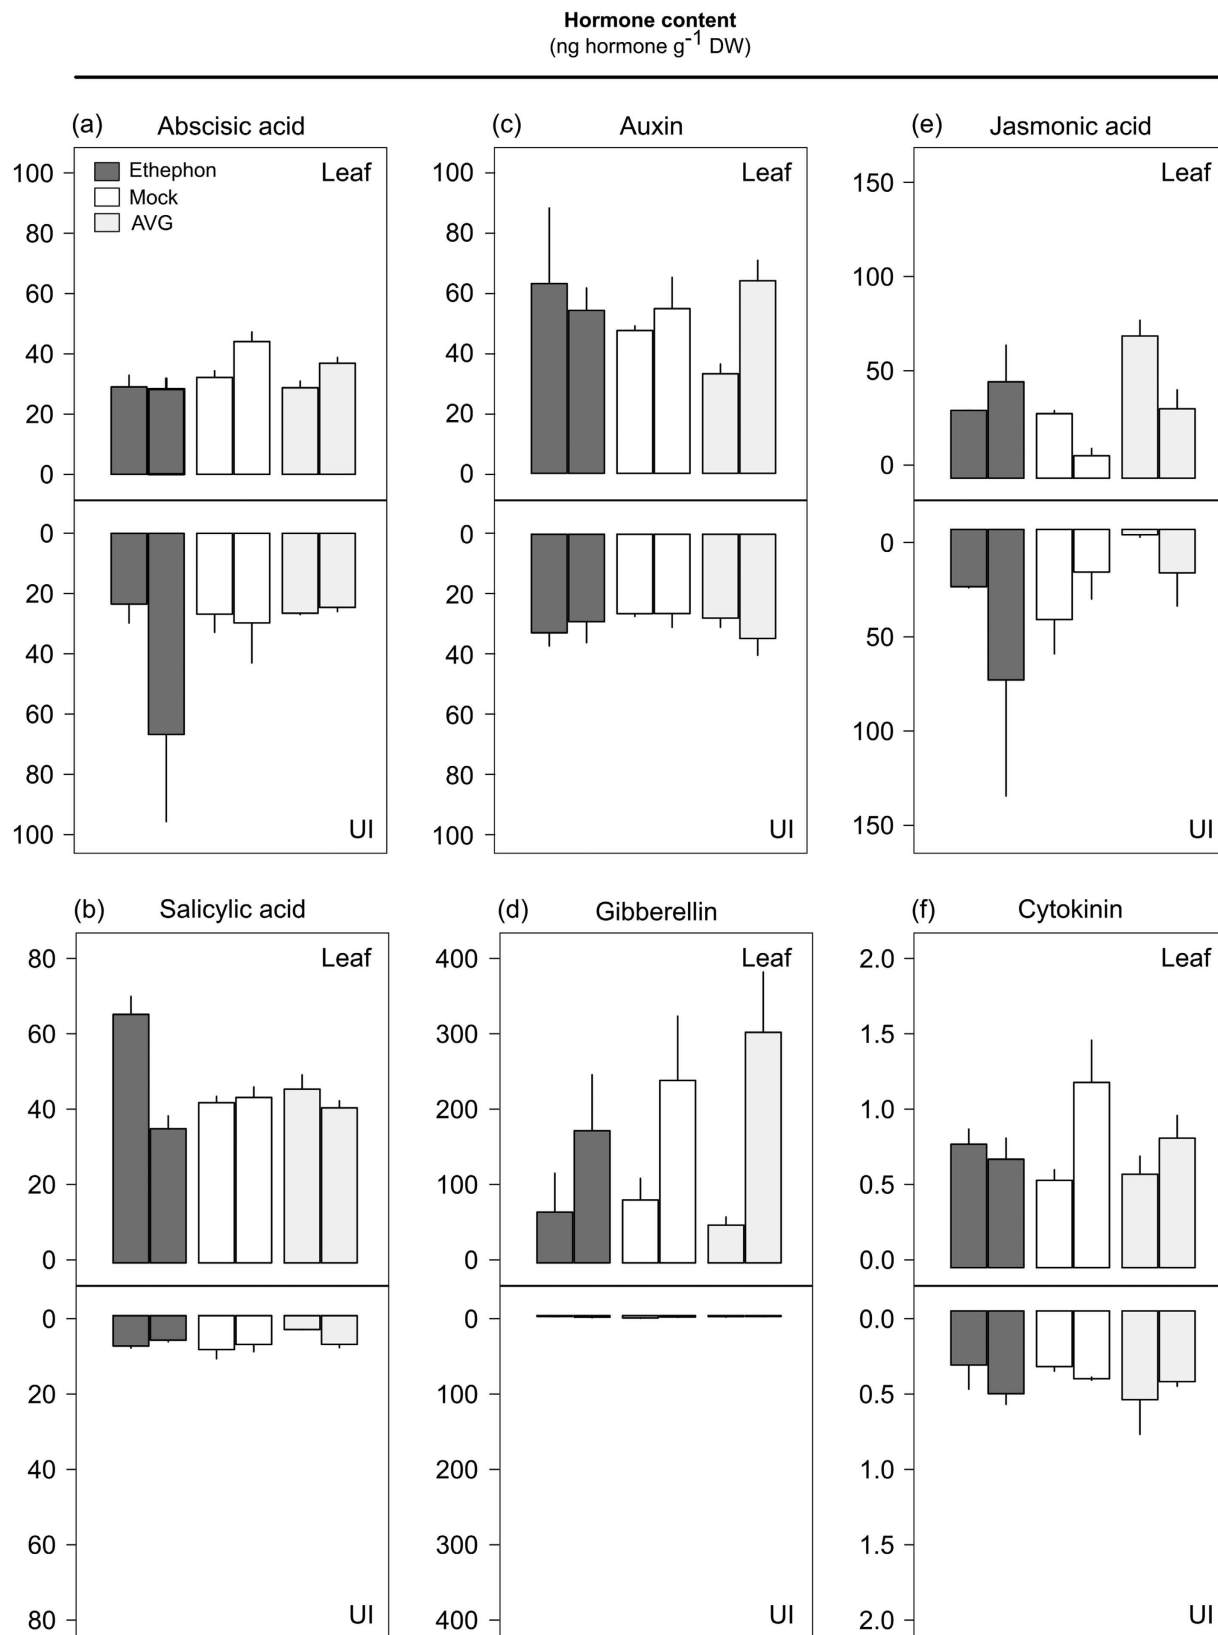 Hormone content
(ng hormone g-1 DW)
(a) Abscisic acid
100
80
60
40
20
0
Ethephon
Mock
AVG
Leaf
0
20
40
60
80
100
UI
(c) Auxin
100
80
60
40
20
0
Leaf
0
20
40
60
80
100
UI
(e) Jasmonic acid
150
100
50
0
Leaf
0
50
100
150
UI
(b) Salicylic acid
80
60
40
20
0
Leaf
0
20
40
60
80
UI
(d) Gibberellin
400
300
200
100
0
Leaf
0
100
200
300
400
UI
(f) Cytokinin
2.0
1.5
1.0
0.5
0.0
Leaf
0.0
0.5
1.0
1.5
2.0
UI